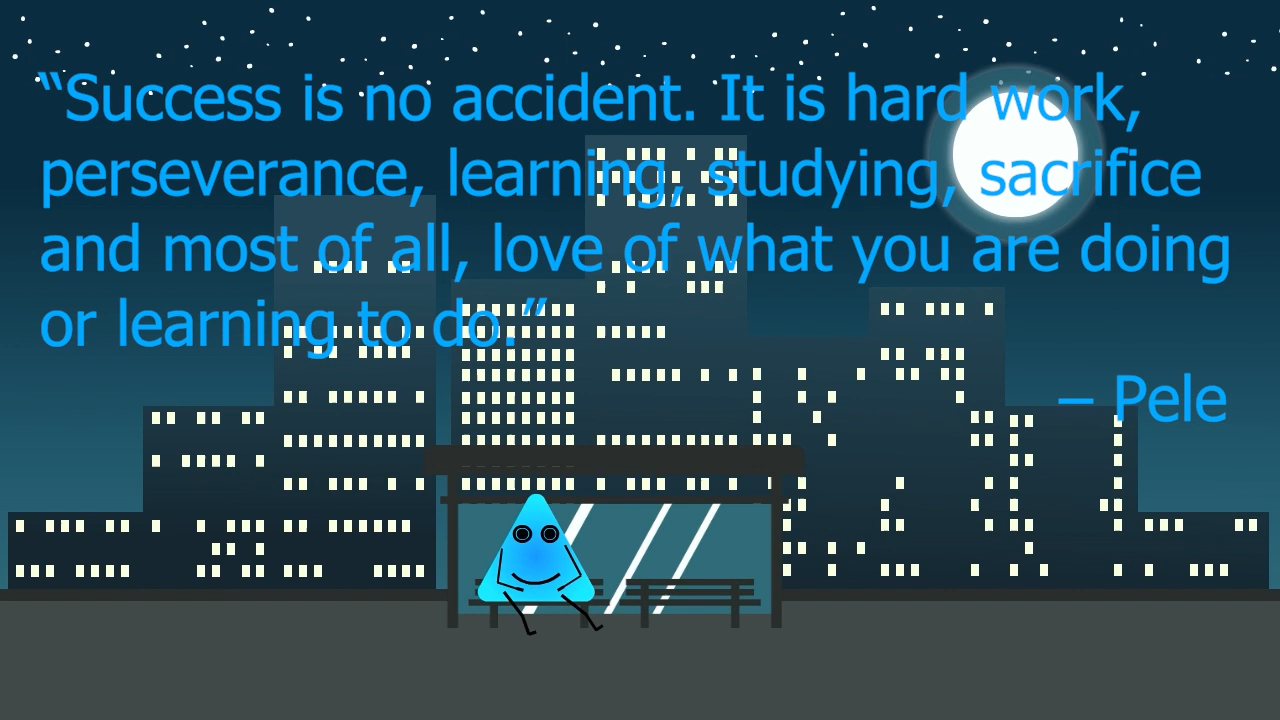 “Success is no accident. It is hard work,
perseverance, learning, studying, sacrifice
and most of all, love of what you are doing
or learning to do.”
– Pele